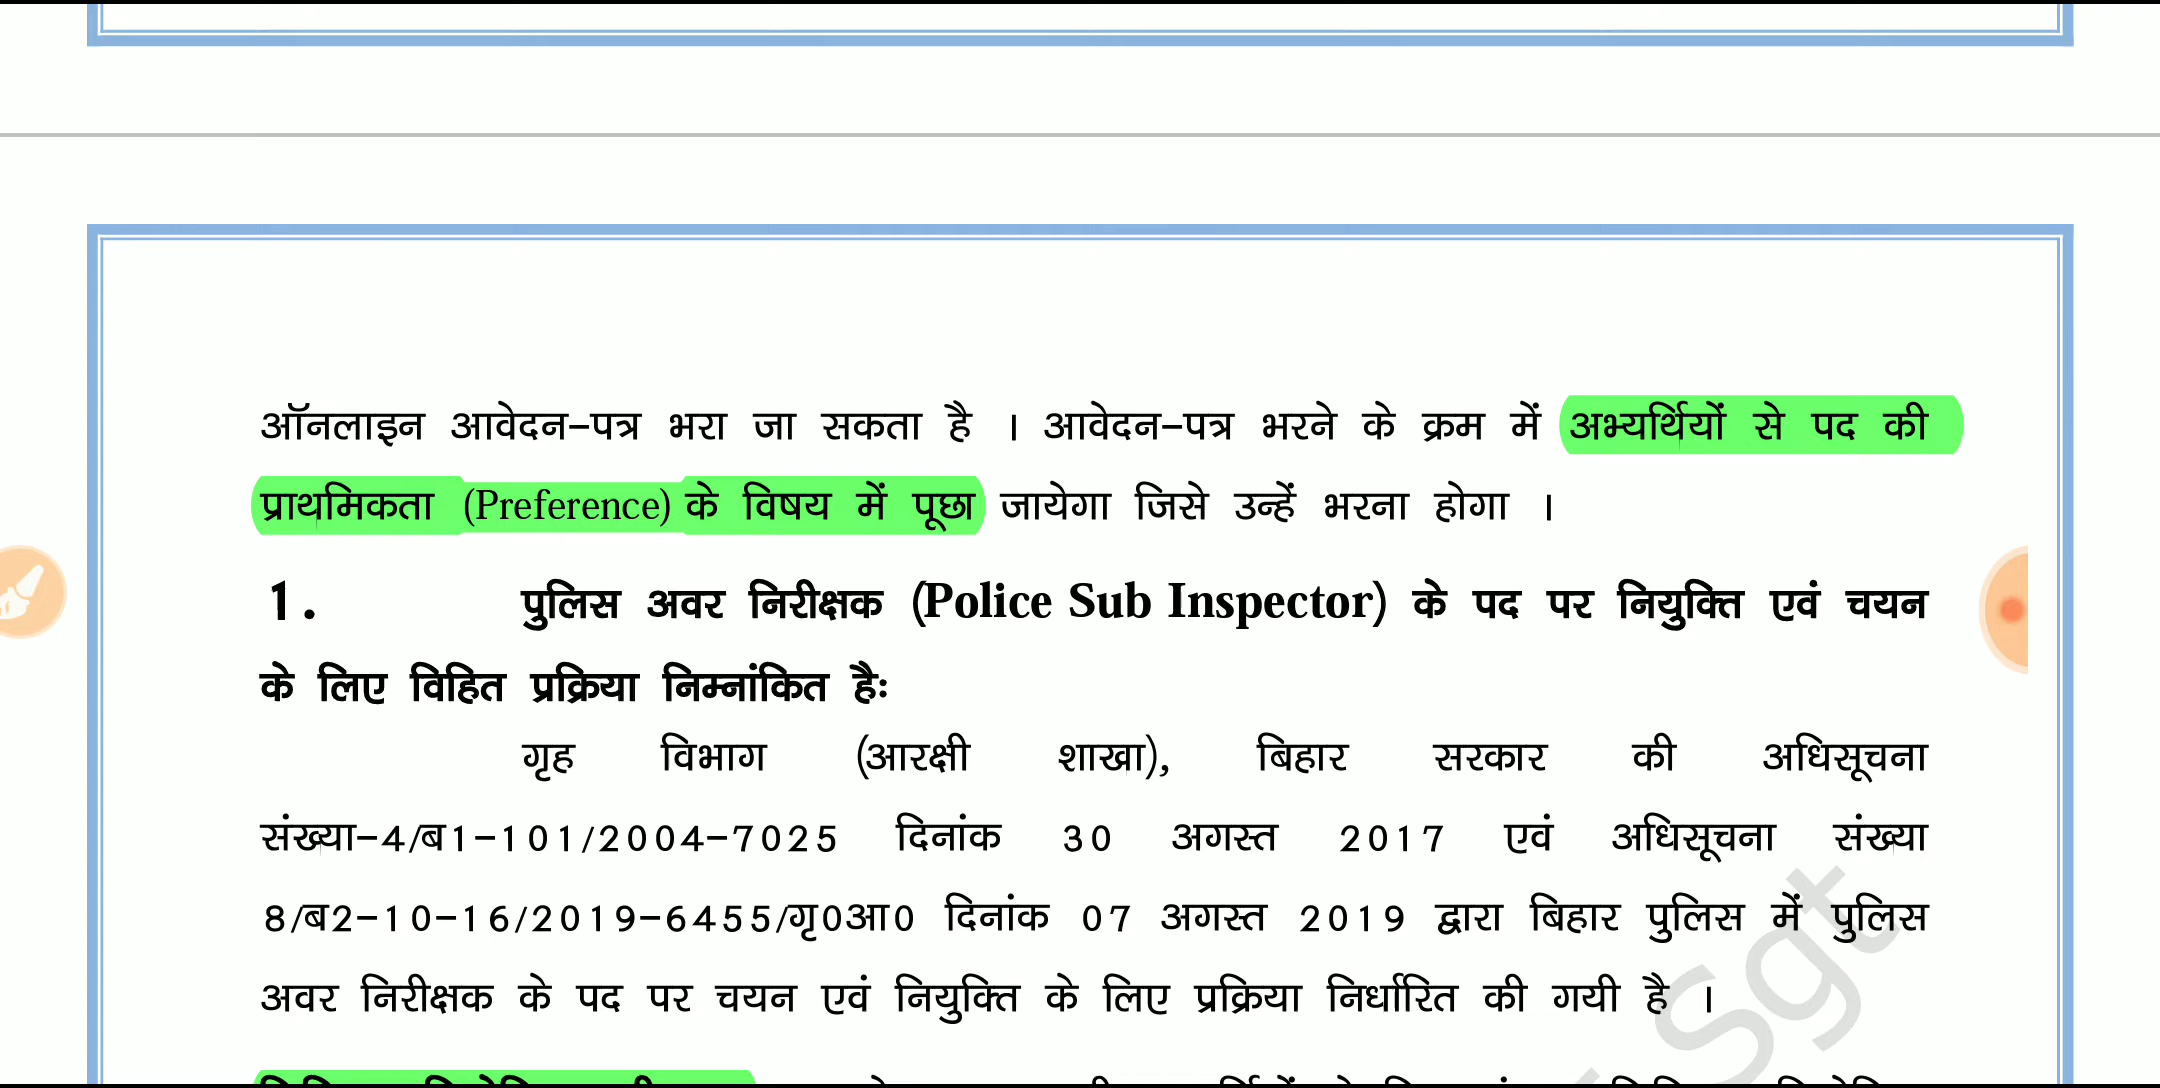 ऑनलाइन आवेदन–पत्र भरा जा सकता है । आवेदन–पत्र भरने के क्रम में अभ्यर्थियों से पद की
प्राथमिकता (Preference) के विषय में पूछा जायेगा जिसे उन्हें भरना होगा ।
1. पुलिस अवर निरीक्षक (Police Sub Inspector) के पद पर नियुक्ति एवं चयन
के लिए विहित प्रक्रिया निम्नांकित हैः
गृह विभाग (आरक्षी शाखा), बिहार सरकार की अधिसूचना
संख्या–4/ब1–101/2004–7025 दिनांक 30 अगस्त 2017 एवं अधिसूचना संख्या
8/ब2–10–16/2019–6455/गृ0आ0 दिनांक 07 अगस्त 2019 द्वारा बिहार पुलिस में पुलिस
अवर निरीक्षक के पद पर चयन एवं नियुक्ति के लिए प्रक्रिया निर्धारित की गयी है ।
Sgt